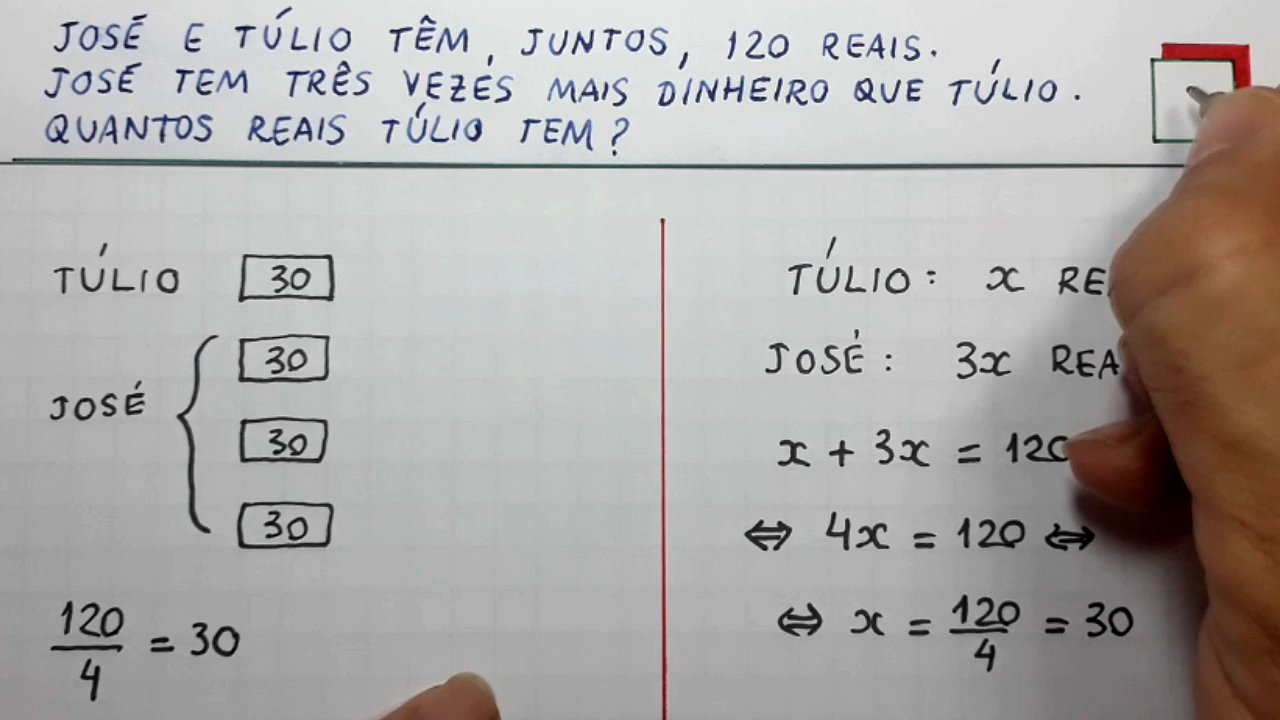 JOSÉ E TÚLIO TÊM, JUNTOS, 120 REAIS.
JOSÉ TEM TRÊS VEZES MAIS DINHEIRO QUE TÚLIO.
QUANTOS REAIS TÚLIO TEM?
TÚLIO 30
30
JOSÉ
30
30
120/4 = 30
TÚLIO: x
JOSÉ: 3x
x + 3x =
⇔ 4x = 120 ⇔
⇔ x = 120/4 = 30